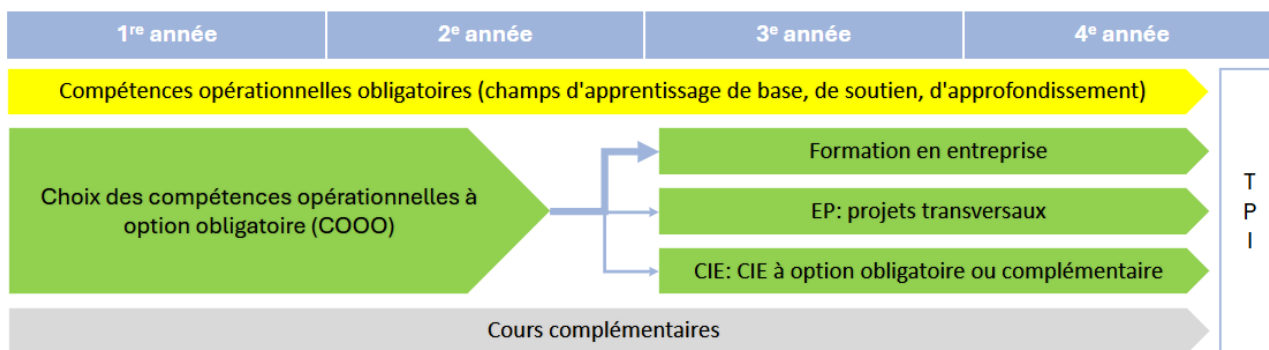 1re année
2e année
3e année
4e année
Compétences opérationnelles obligatoires (champs d'apprentissage de base, de soutien, d'approfondissement)
Choix des compétences opérationnelles à
option obligatoire (COOO)
Formation en entreprise
EP: projets transversaux
CIE: CIE à option obligatoire ou complémentaire
T
P
I
Cours complémentaires